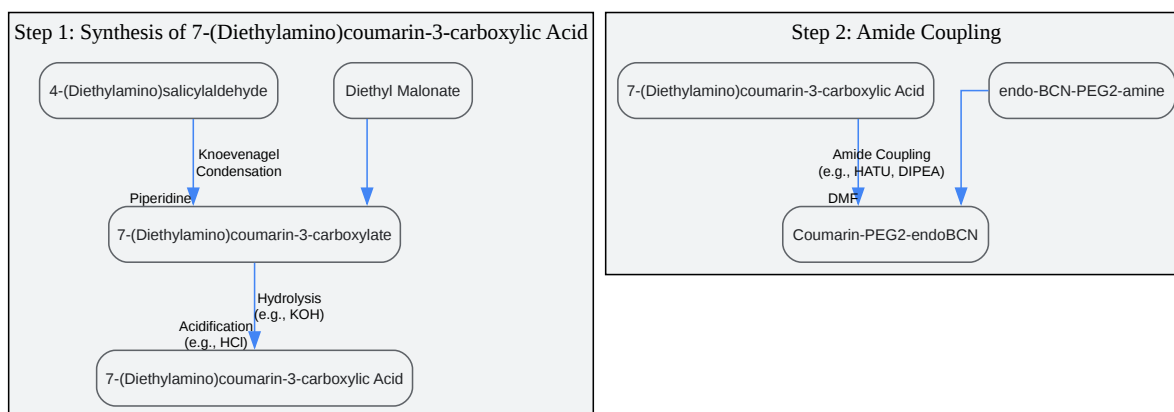 Step 1: Synthesis of 7-(Diethylamino)coumarin-3-carboxylic Acid
4-(Diethylamino)salicylaldehyde
Diethyl Malonate
Knoevenagel
Condensation
Piperidine
7-(Diethylamino)coumarin-3-carboxylate
Hydrolysis
(e.g., KOH)
Acidification
(e.g., HCl)
7-(Diethylamino)coumarin-3-carboxylic Acid
Step 2: Amide Coupling
7-(Diethylamino)coumarin-3-carboxylic Acid
endo-BCN-PEG2-amine
Amide Coupling
(e.g., HATU, DIPEA)
DMF
Coumarin-PEG2-endoBCN